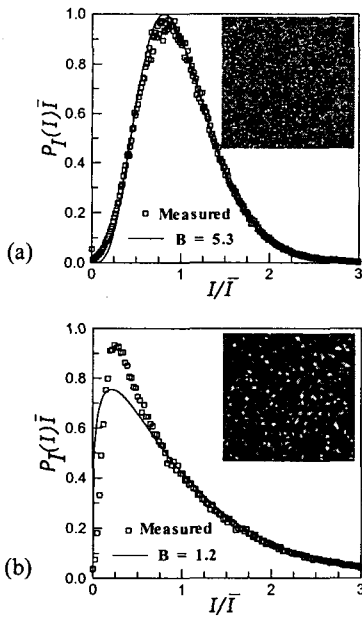 1.0
0.8
P_I(I)Ī
0.6
0.4
0.2
0.0
Measured
B = 5.3
0 1 2 3
I/Ī
(a)
1.0
0.8
P_I(I)Ī
0.6
0.4
0.2
0.0
Measured
B = 1.2
0 1 2 3
I/Ī
(b)